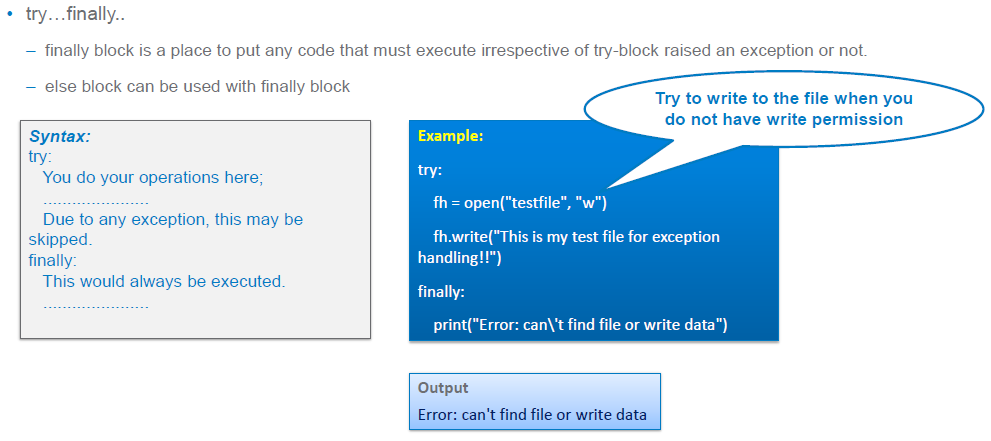 • try…finally..
– finally block is a place to put any code that must execute irrespective of try-block raised an exception or not.
– else block can be used with finally block
Try to write to the file when you
do not have write permission
Syntax:
try:
You do your operations here;
.....................
Due to any exception, this may be
skipped.
finally:
This would always be executed.
.....................
Example:
try:
fh = open("testfile", "w")
fh.write("This is my test file for exception
handling!!")
finally:
print("Error: can\'t find file or write data")
Output
Error: can't find file or write data